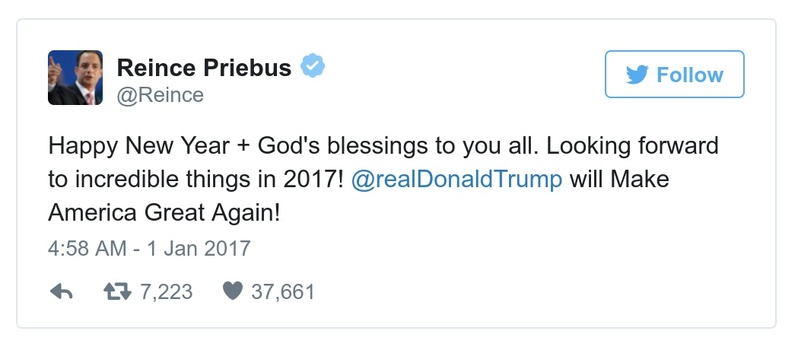 Reince Priebus
@Reince
Follow
Happy New Year + God's blessings to you all. Looking forward
to incredible things in 2017! @realDonaldTrump will Make
America Great Again!
4:58 AM - 1 Jan 2017
7,223 37,661